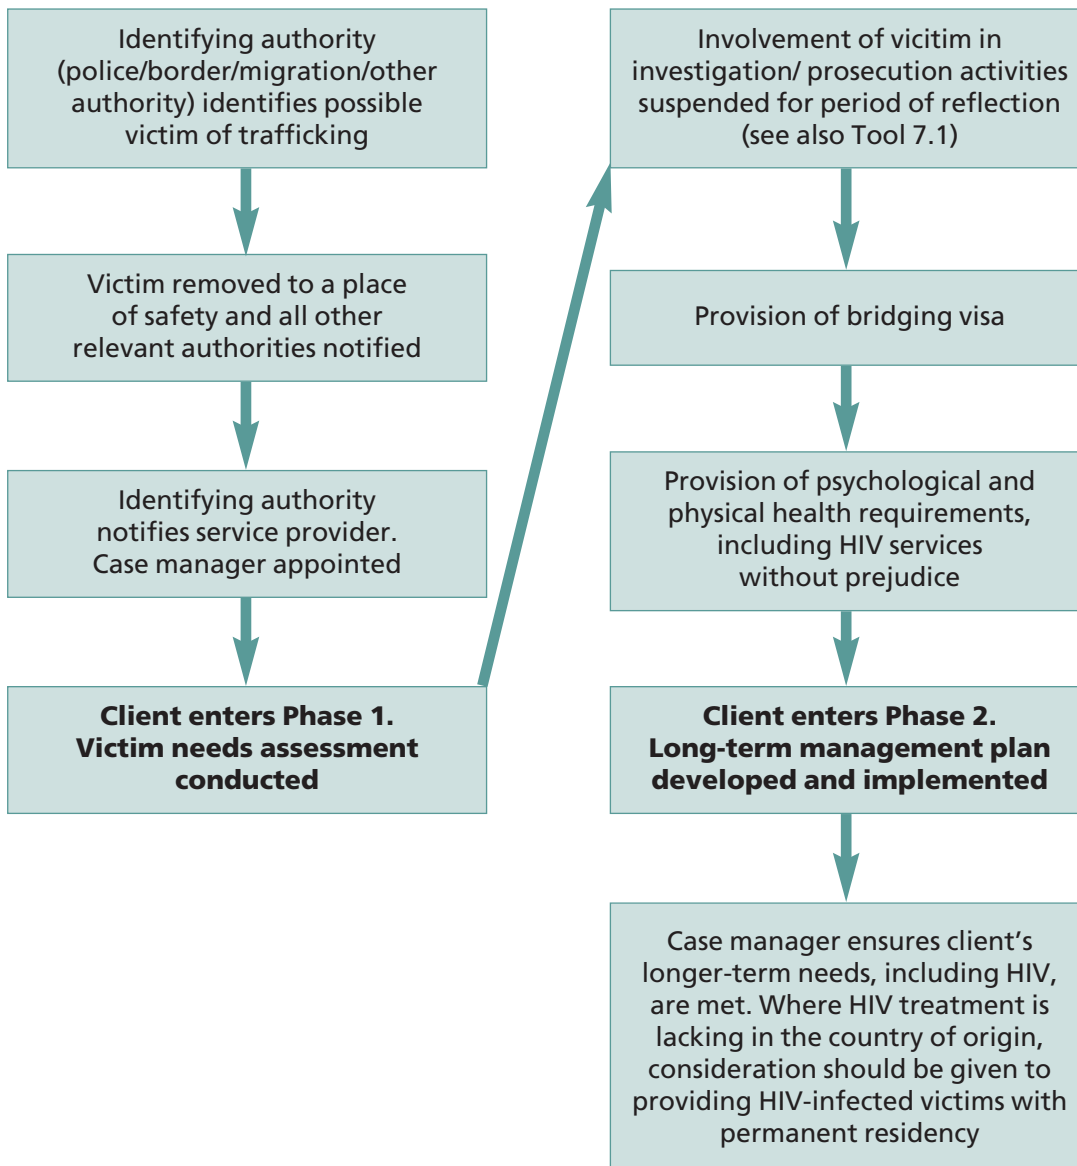 Identifying authority
(police/border/migration/other
authority) identifies possible
victim of trafficking
Victim removed to a place
of safety and all other
relevant authorities notified
Identifying authority
notifies service provider.
Case manager appointed
Client enters Phase 1.
Victim needs assessment
conducted
Involvement of vicitim in
investigation/ prosecution activities
suspended for period of reflection
(see also Tool 7.1)
Provision of bridging visa
Provision of psychological and
physical health requirements,
including HIV services
without prejudice
Client enters Phase 2.
Long-term management plan
developed and implemented
Case manager ensures client’s
longer-term needs, including HIV,
are met. Where HIV treatment is
lacking in the country of origin,
consideration should be given to
providing HIV-infected victims with
permanent residency